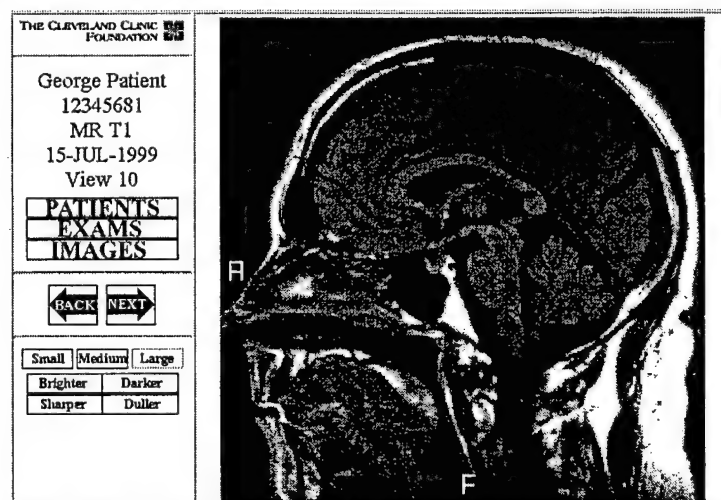 THE CLEVELAND CLINIC
FOUNDATION
George Patient
12345681
MR T1
15-JUL-1999
View 10
PATIENTS
EXAMS
IMAGES
BACK NEXT
Small Medium Large
Brighter Darker
Sharper Duller
A
F